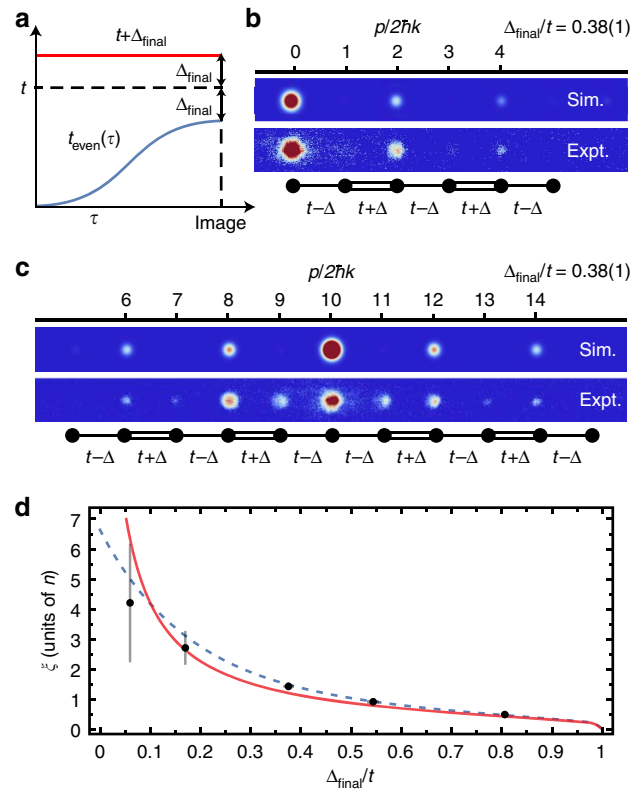 a
t+Δfinal
t
Δfinal
Δfinal
teven(τ)
τ
Image
b
p/2ħk
Δfinal/t = 0.38(1)
0 1 2 3 4
Sim.
Expt.
t−Δ t+Δ t−Δ t+Δ t−Δ
c
p/2ħk
Δfinal/t = 0.38(1)
6 7 8 9 10 11 12 13 14
Sim.
Expt.
t−Δ t+Δ t−Δ t+Δ t−Δ t−Δ t+Δ t−Δ t+Δ t−Δ
d
7
6
5
4
3
2
1
0
ξ (units of n)
0 0.1 0.2 0.3 0.4 0.5 0.6 0.7 0.8 0.9 1
Δfinal/t